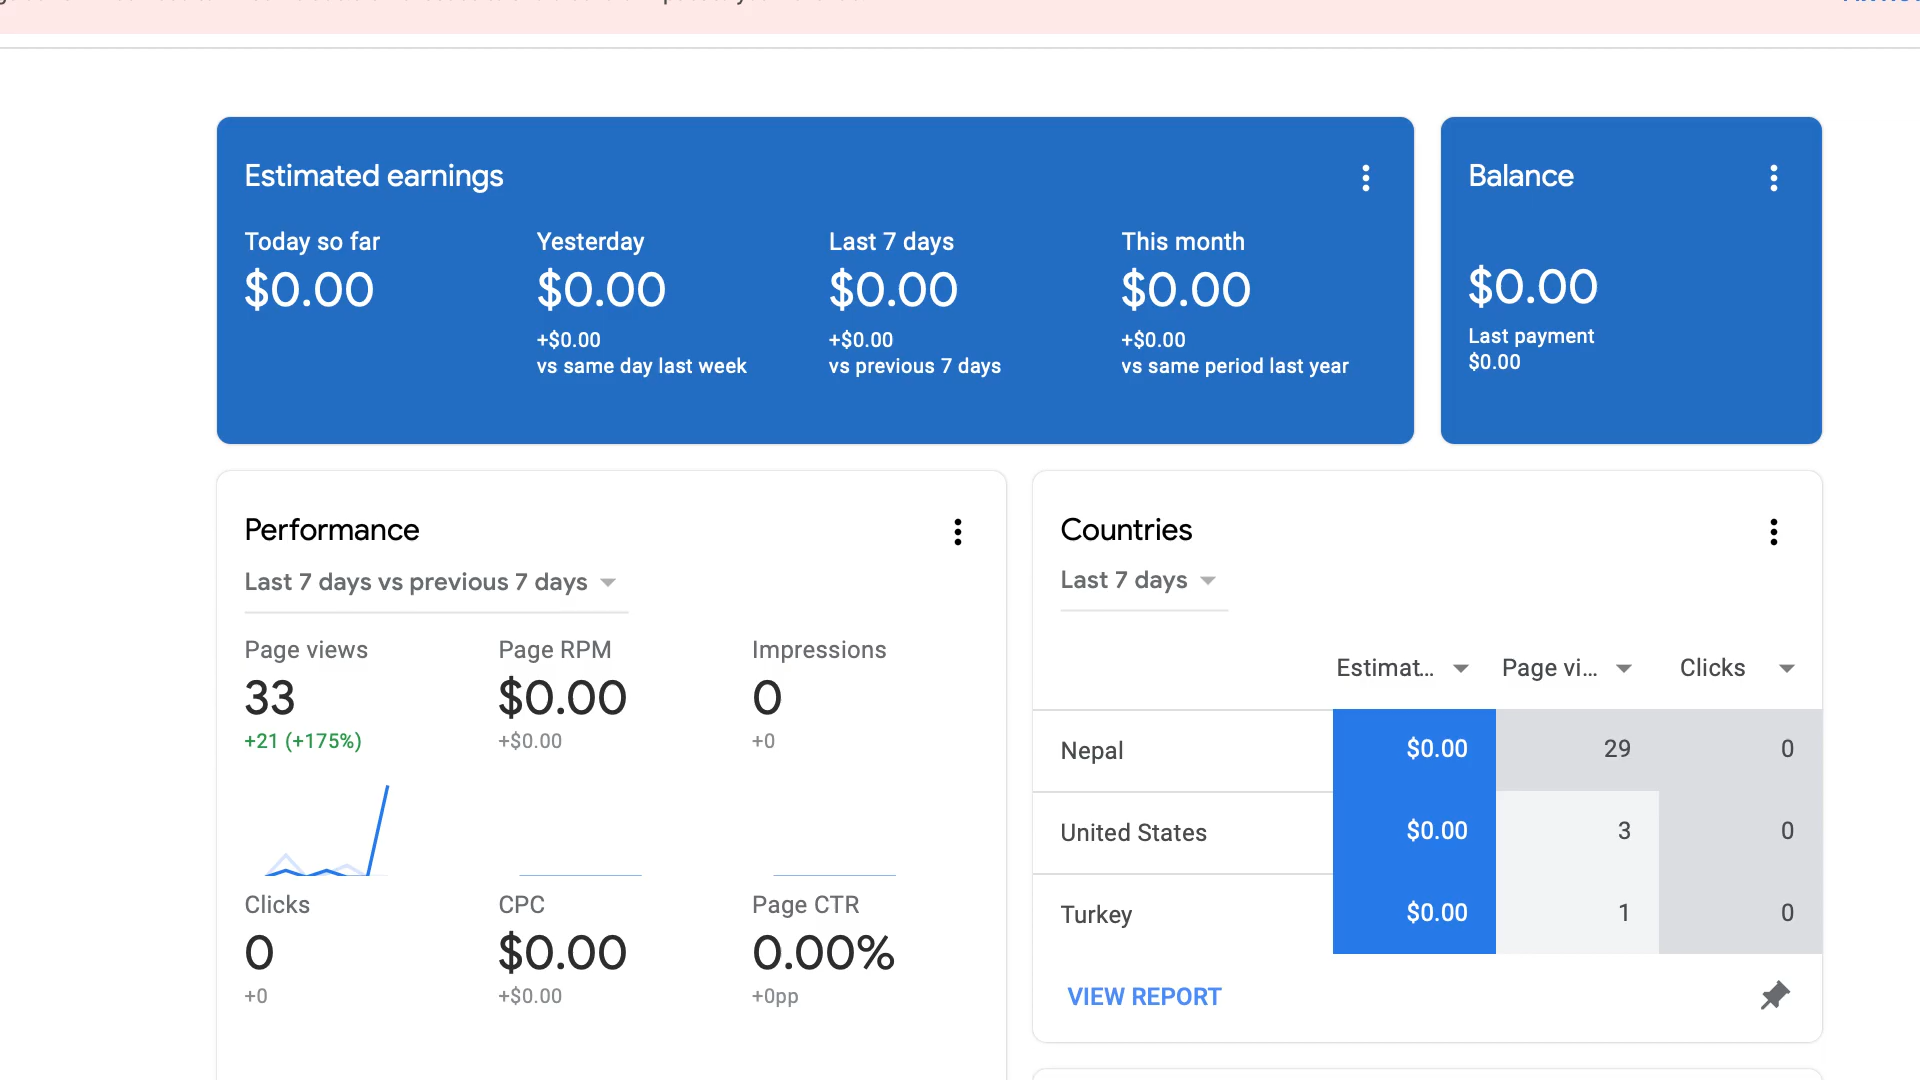 Estimated earnings
Today so far
$0.00
Yesterday
$0.00
+$0.00
vs same day last week
Last 7 days
$0.00
+$0.00
vs previous 7 days
This month
$0.00
+$0.00
vs same period last year
Balance
$0.00
Last payment
$0.00
Performance
Last 7 days vs previous 7 days
Page views
33
+21 (+175%)
Page RPM
$0.00
+$0.00
Impressions
0
+0
Clicks
0
+0
CPC
$0.00
+$0.00
Page CTR
0.00%
+0pp
Countries
Last 7 days
Estimat... Page vi... Clicks
Nepal $0.00 29 0
United States $0.00 3 0
Turkey $0.00 1 0
VIEW REPORT